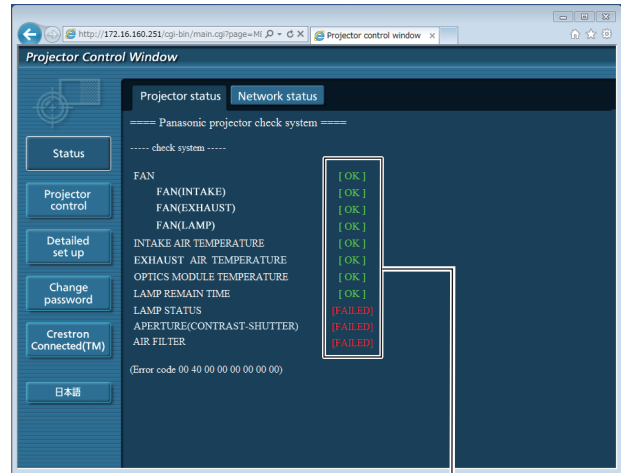 http://172.16.160.251/cgi-bin/main.cgi?page=MI
Projector control window
Projector Control Window
Projector status
Network status
==== Panasonic projector check system ====
Status
----- check system -----
FAN [ OK ]
Projector control
FAN(INTAKE) [ OK ]
FAN(EXHAUST) [ OK ]
FAN(LAMP) [ OK ]
Detailed set up
INTAKE AIR TEMPERATURE [ OK ]
EXHAUST AIR TEMPERATURE [ OK ]
OPTICS MODULE TEMPERATURE [ OK ]
Change password
LAMP REMAIN TIME [ OK ]
LAMP STATUS [FAILED]
APERTURE(CONTRAST-SHUTTER) [FAILED]
Crestron Connected(TM)
AIR FILTER [FAILED]
(Error code 00 40 00 00 00 00 00 00)
日本語